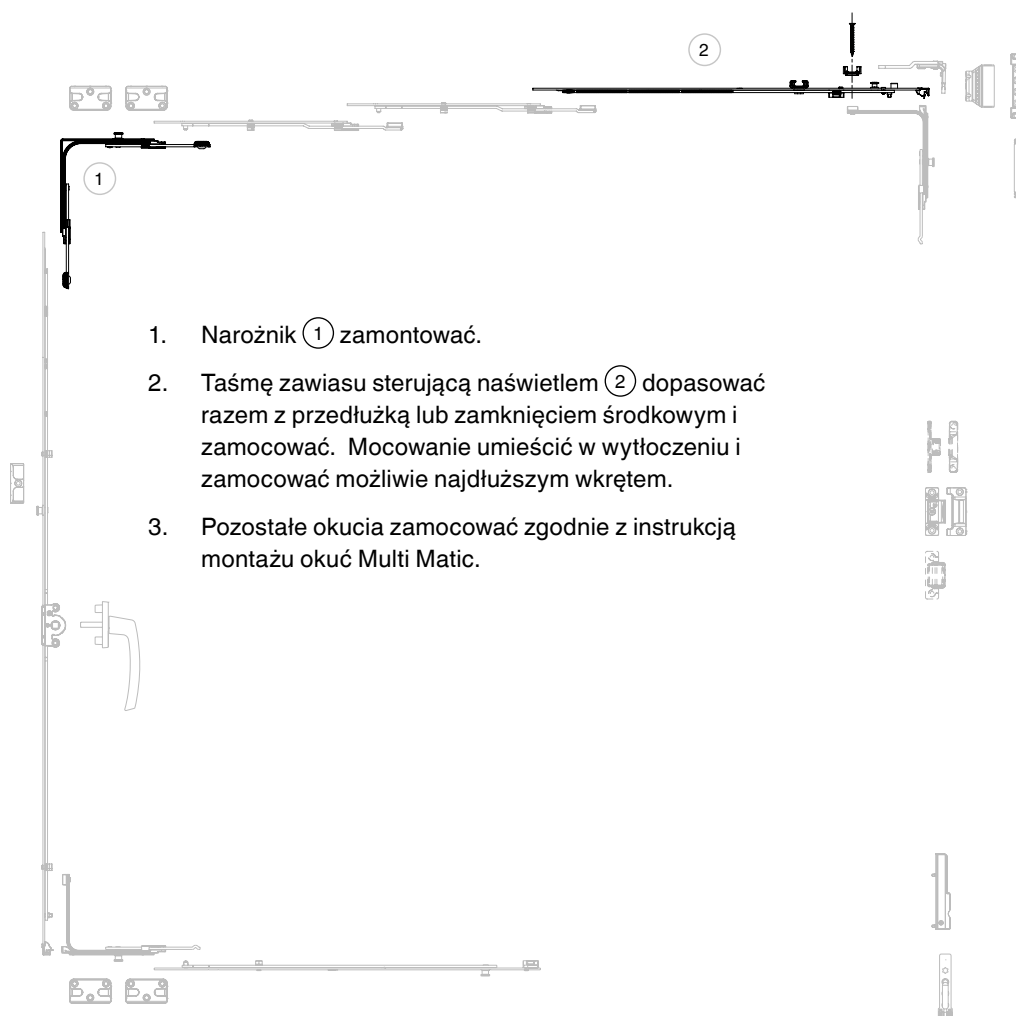 2
1
1. Narożnik 1 zamontować.
2. Taśmę zawiasu sterującą naświetlem 2 dopasować
razem z przedłużką lub zamknięciem środkowym i
zamocować. Mocowanie umieścić w wytłoczeniu i
zamocować możliwie najdłuższym wkrętem.
3. Pozostałe okucia zamocować zgodnie z instrukcją
montażu okuć Multi Matic.